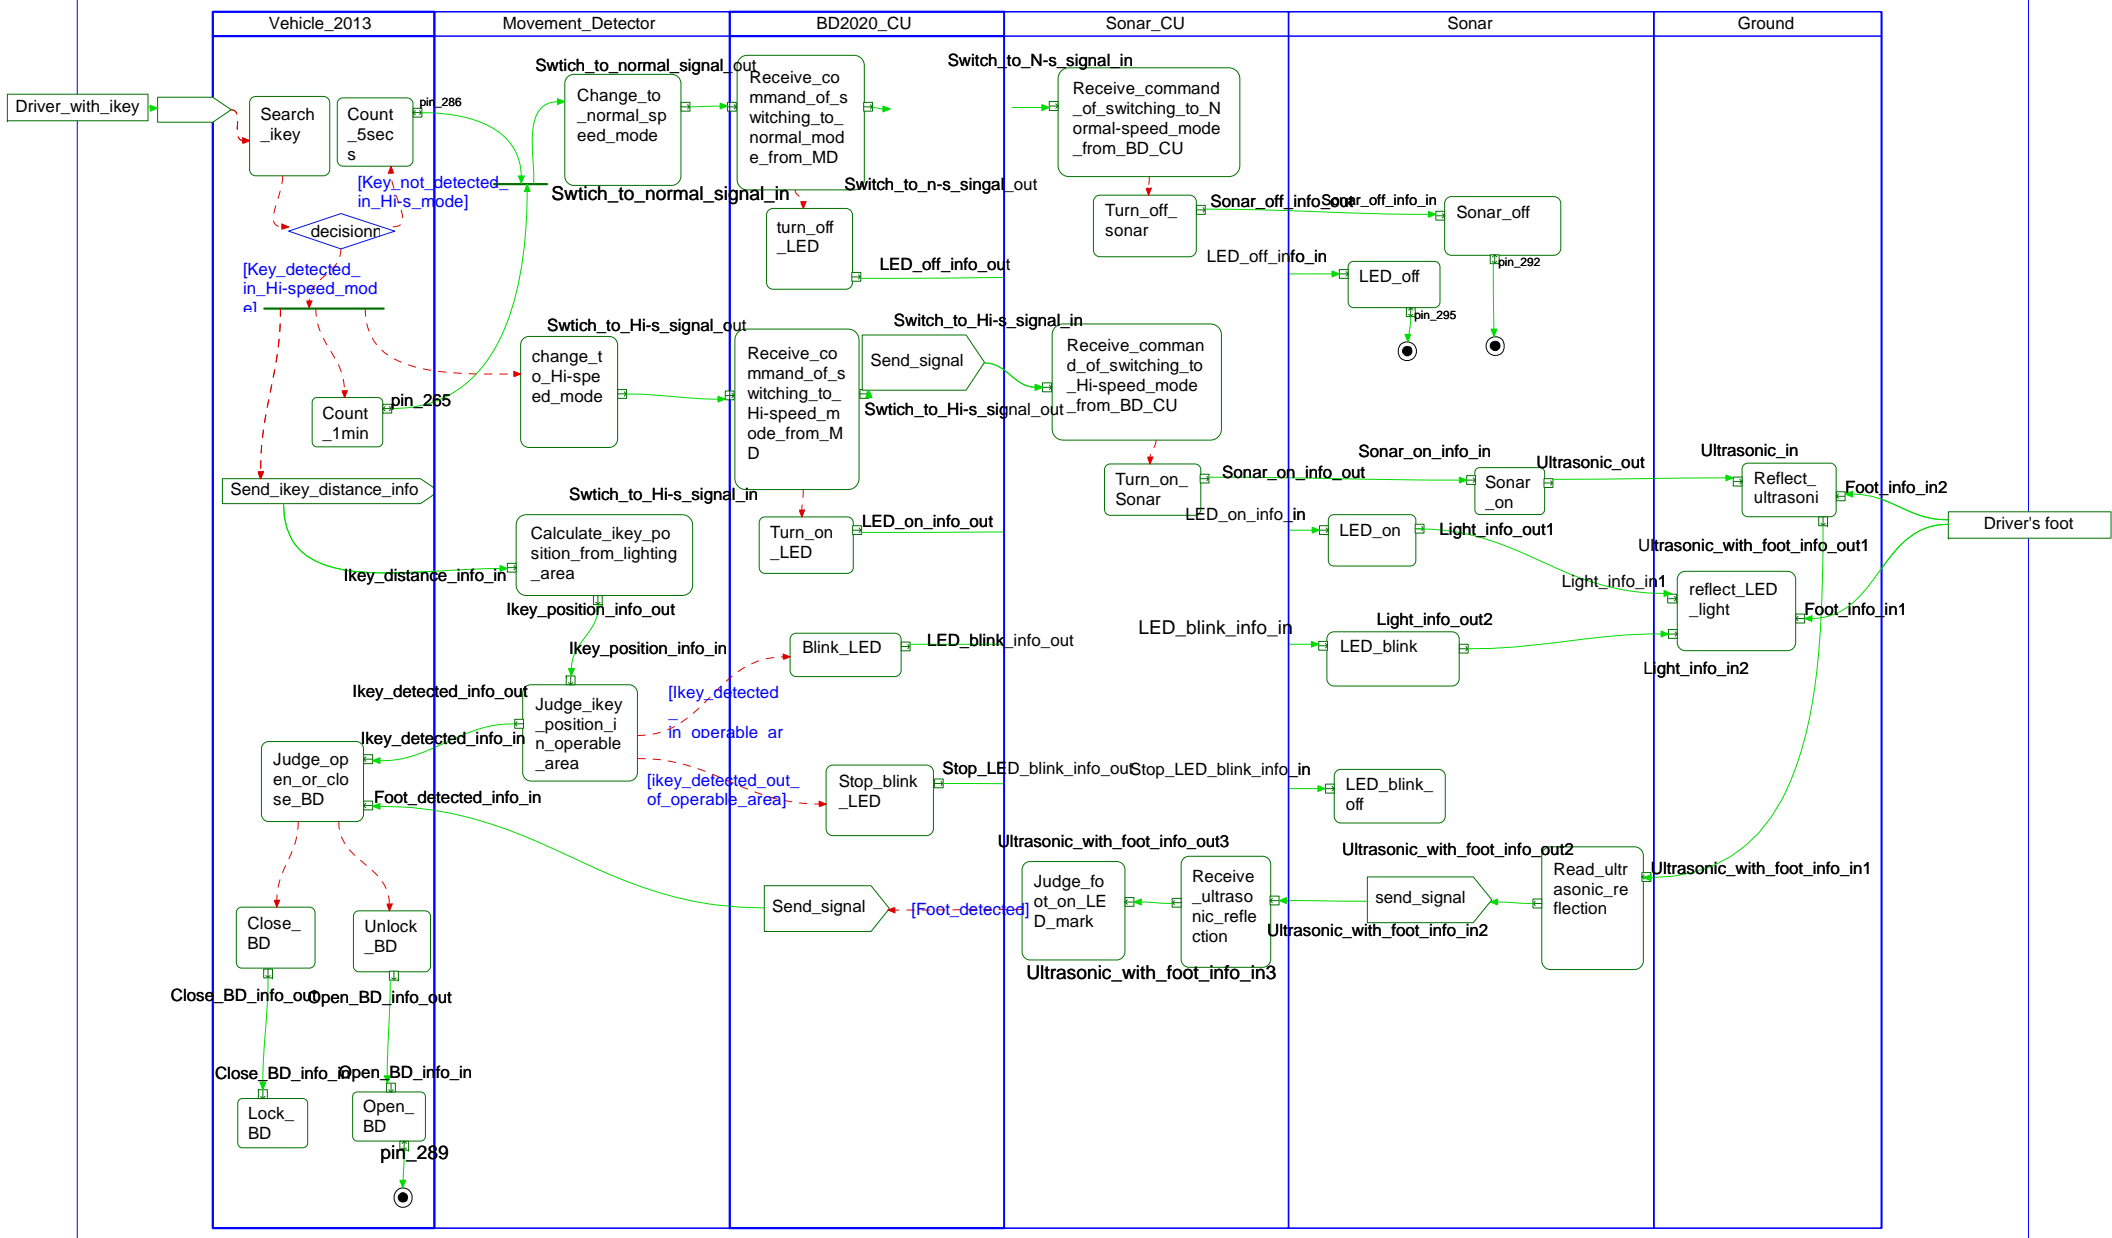 Vehicle_2013
Movement_Detector
BD2020_CU
Sonar_CU
Sonar
Ground
Driver_with_ikey
Search
_ikey
Count
_5sec
s
pin_286
[Key_not_detected_
in_Hi-s_mode]
decisionn
[Key_detected_
in_Hi-speed_mod
e]
Count
_1min
pin_265
Send_ikey_distance_info
Swtich_to_normal_signal_out
Change_to
_normal_sp
eed_mode
Swtich_to_normal_signal_in
Receive_co
mmand_of_s
witching_to_
normal_mod
e_from_MD
Switch_to_n-s_singal_out
turn_off
_LED
LED_off_info_out
Switch_to_N-s_signal_in
Receive_command
_of_switching_to_N
ormal-speed_mode
_from_BD_CU
Turn_off_
sonar
Sonar_off_info_out
Sonar_off_info_in
Sonar_off
LED_off_info_in
LED_off
pin_292
pin_295
Swtich_to_Hi-s_signal_out
change_t
o_Hi-spe
ed_mode
Swtich_to_Hi-s_signal_in
Receive_co
mmand_of_s
witching_to_
Hi-speed_m
ode_from_M
D
Send_signal
Switch_to_Hi-s_signal_in
Swtich_to_Hi-s_signal_out
Receive_comman
d_of_switching_to
_Hi-speed_mode
_from_BD_CU
Turn_on
_LED
LED_on_info_out
Turn_on_
Sonar
Sonar_on_info_out
Sonar_on_info_in
Sonar
_on
Ultrasonic_out
Ultrasonic_in
Reflect_
ultrasoni
Foot_info_in2
Driver's foot
LED_on_info_in
LED_on
Light_info_out1
Ultrasonic_with_foot_info_out1
Light_info_in1
reflect_LED
_light
Foot_info_in1
Light_info_in2
Calculate_ikey_po
sition_from_lighting
_area
Ikey_distance_info_in
Ikey_position_info_out
Ikey_position_info_in
Blink_LED
LED_blink_info_out
LED_blink_info_in
LED_blink
Light_info_out2
Ikey_detected_info_out
Judge_ikey
_position_i
n_operable
_area
[Ikey_detected
_
in_operable_ar
[ikey_detected_out_
of_operable_area]
Ikey_detected_info_in
Judge_op
en_or_clo
se_BD
Foot_detected_info_in
Stop_blink
_LED
Stop_LED_blink_info_out
Stop_LED_blink_info_in
LED_blink_
off
Ultrasonic_with_foot_info_out3
Ultrasonic_with_foot_info_out2
Ultrasonic_with_foot_info_in1
Send_signal
[Foot_detected]
Judge_fo
ot_on_LE
D_mark
Receive
_ultraso
nic_refle
ction
send_signal
Read_ultr
asonic_re
flection
Ultrasonic_with_foot_info_in2
Ultrasonic_with_foot_info_in3
Close_
BD
Unlock
_BD
Close_BD_info_out
Open_BD_info_out
Close_BD_info_in
Open_BD_info_in
Lock_
BD
Open_
BD
pin_289